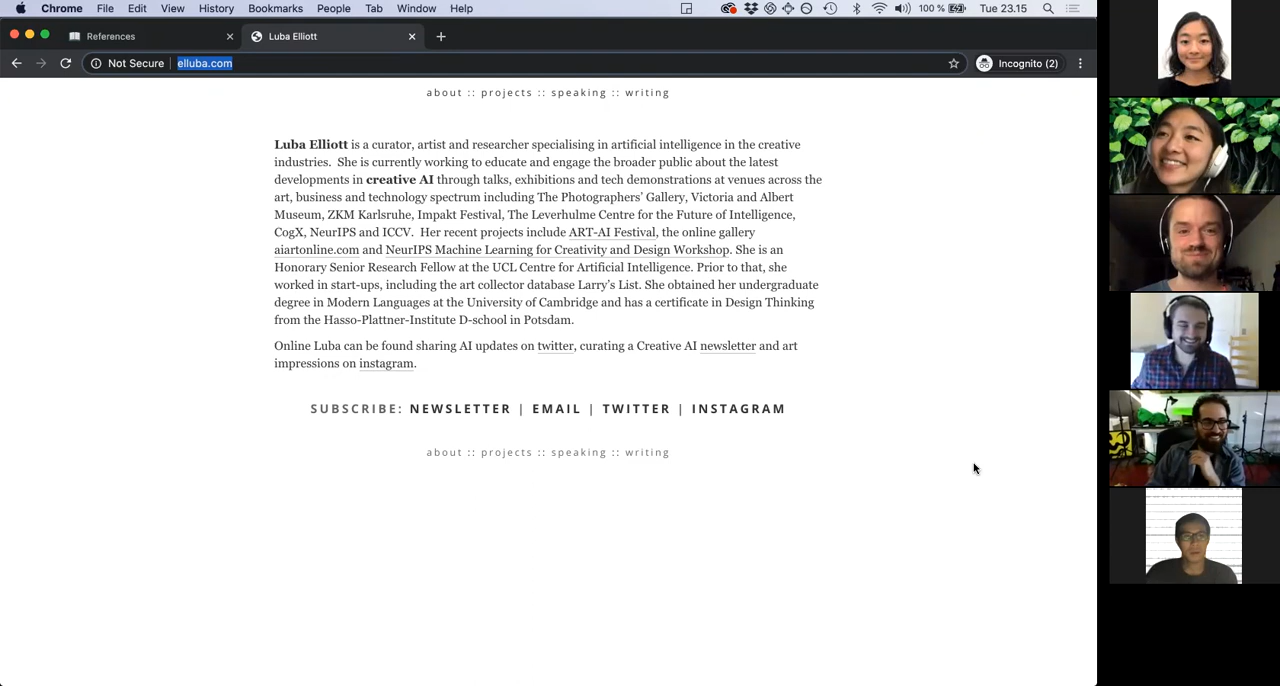 Chrome File Edit View History Bookmarks People Tab Window Help 100 % Tue 23.15
References Luba Elliott
Not Secure elluba.com Incognito (2)
about :: projects :: speaking :: writing
Luba Elliott is a curator, artist and researcher specialising in artificial intelligence in the creative
industries. She is currently working to educate and engage the broader public about the latest
developments in creative AI through talks, exhibitions and tech demonstrations at venues across the
art, business and technology spectrum including The Photographers' Gallery, Victoria and Albert
Museum, ZKM Karlsruhe, Impakt Festival, The Leverhulme Centre for the Future of Intelligence,
CogX, NeurIPS and ICCV. Her recent projects include ART-AI Festival, the online gallery
aiartonline.com and NeurIPS Machine Learning for Creativity and Design Workshop. She is an
Honorary Senior Research Fellow at the UCL Centre for Artificial Intelligence. Prior to that, she
worked in start-ups, including the art collector database Larry's List. She obtained her undergraduate
degree in Modern Languages at the University of Cambridge and has a certificate in Design Thinking
from the Hasso-Plattner-Institute D-school in Potsdam.
Online Luba can be found sharing AI updates on twitter, curating a Creative AI newsletter and art
impressions on instagram.
SUBSCRIBE: NEWSLETTER | EMAIL | TWITTER | INSTAGRAM
about :: projects :: speaking :: writing